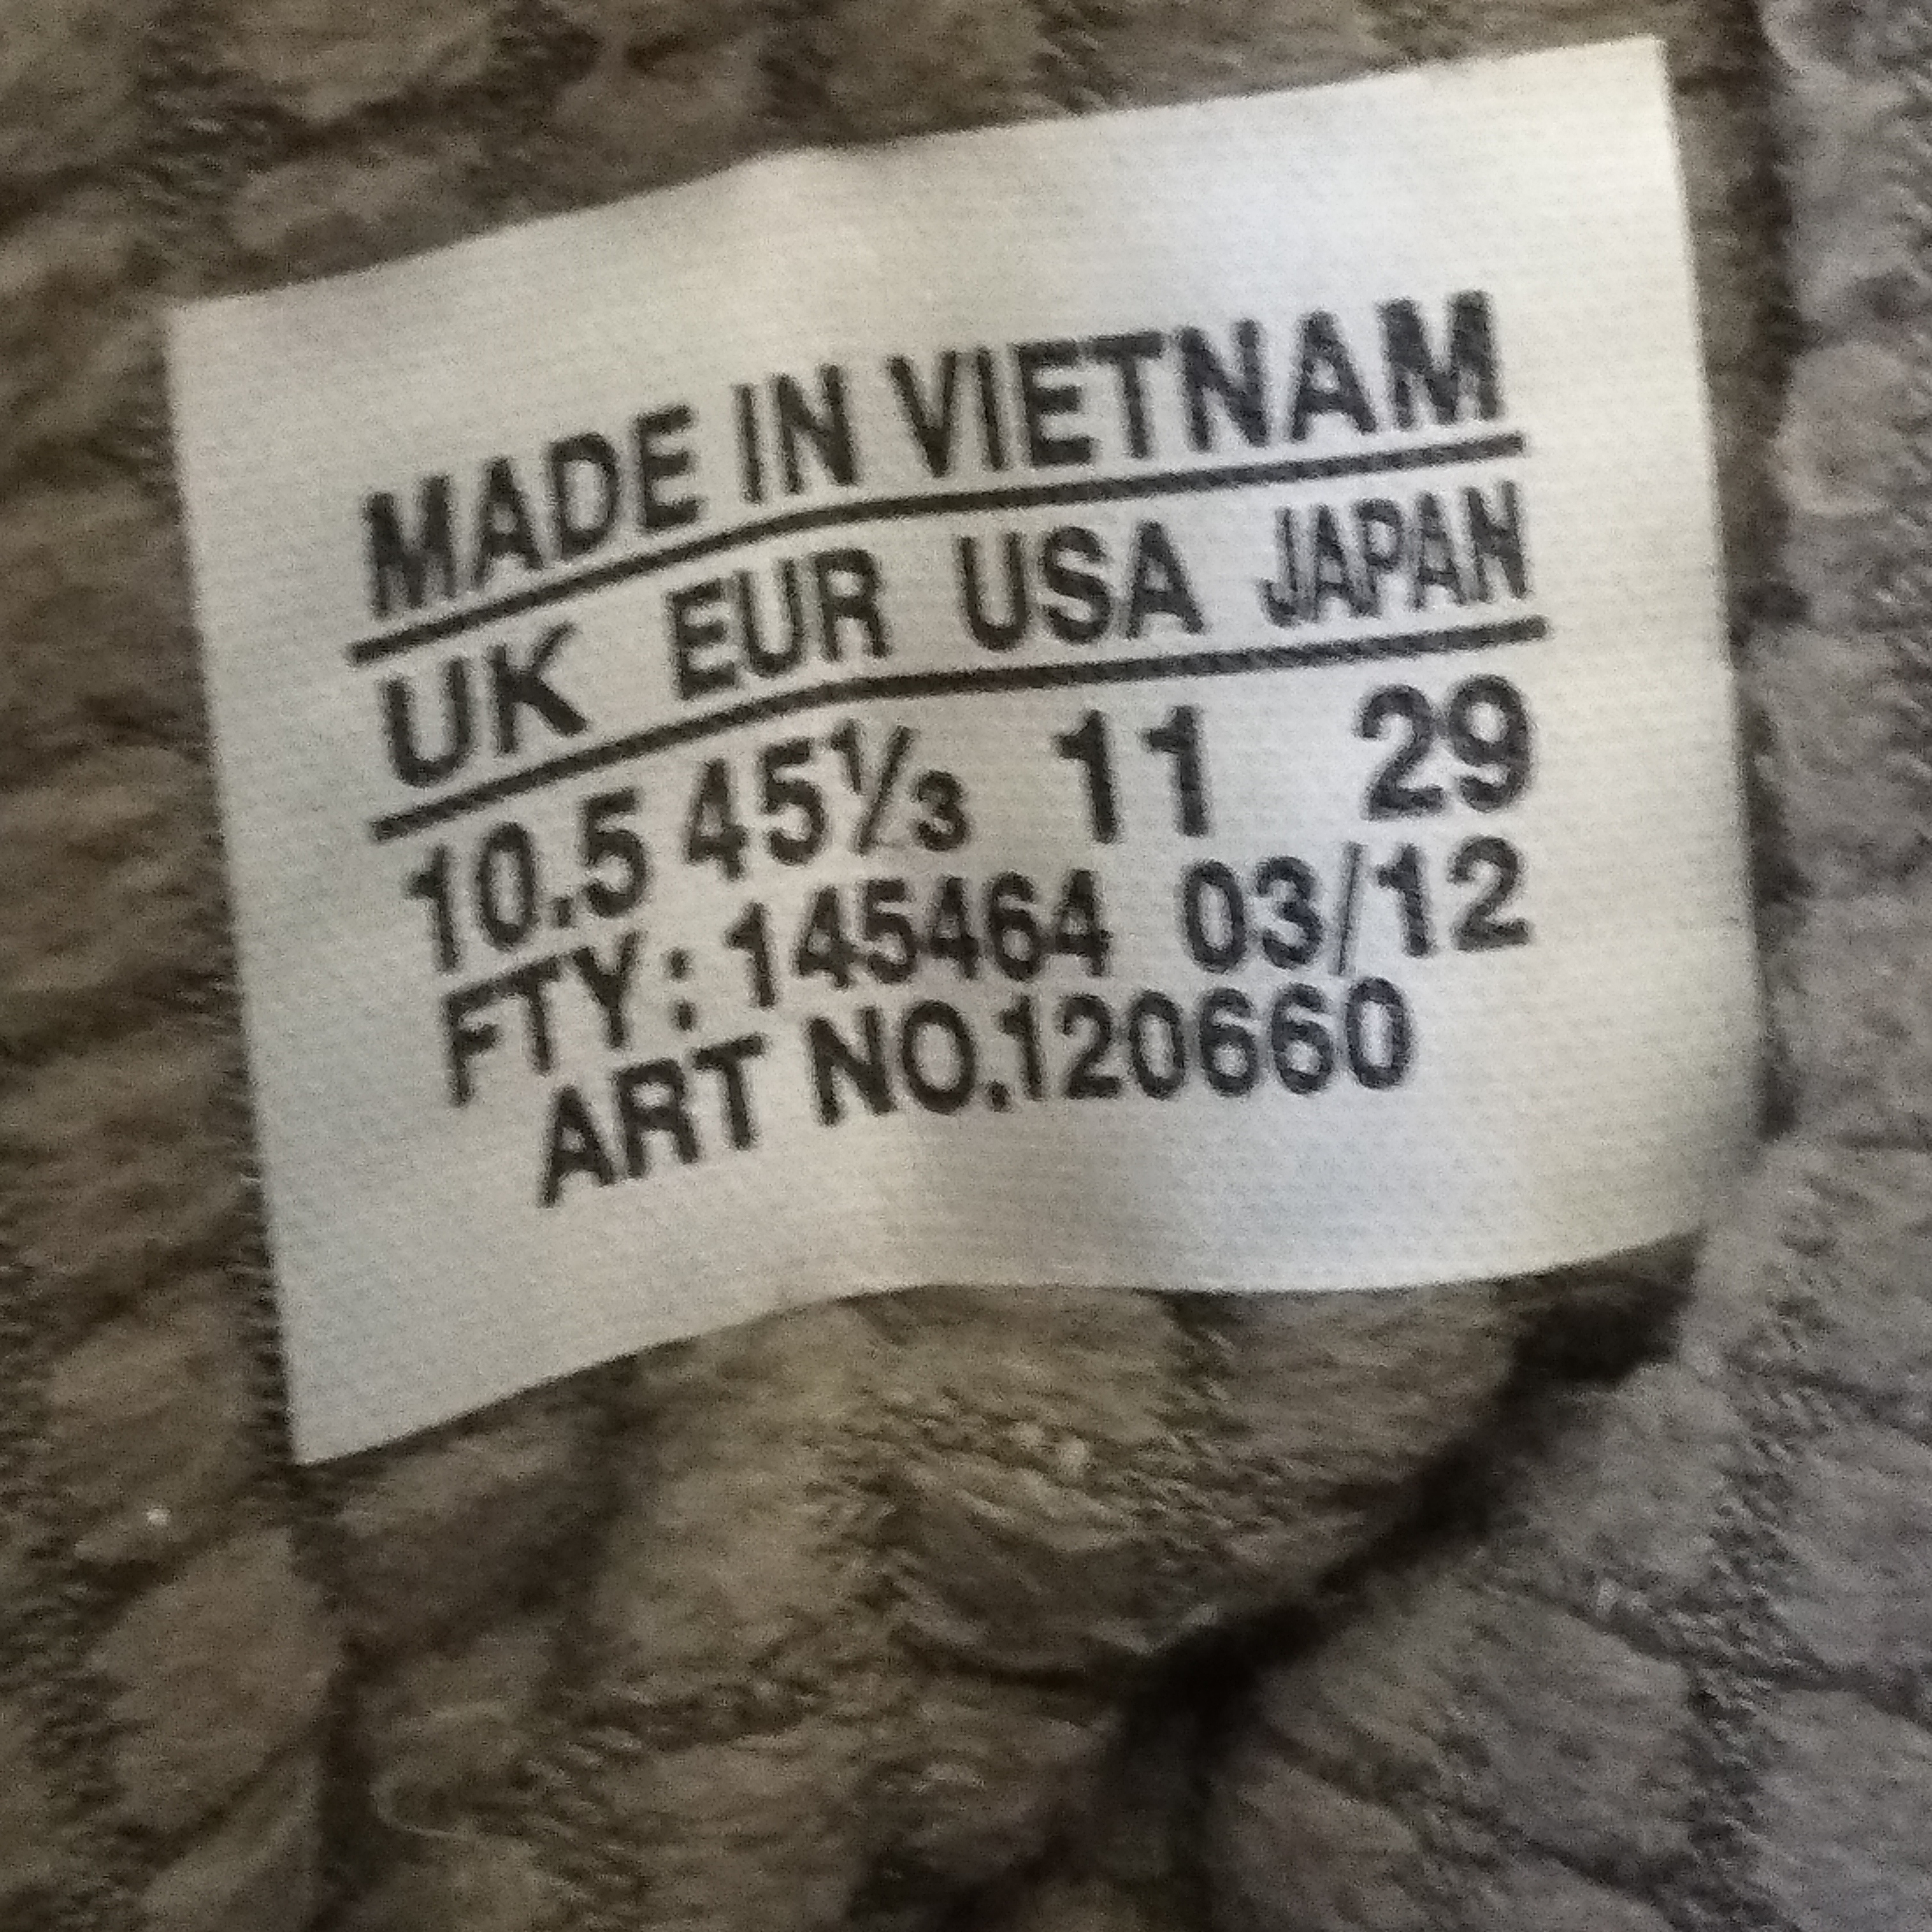 MADE IN VIETNAM
UK EUR USA JAPAN
10.5 45⅓ 11 29
FTY: 145464 03/12
ART NO.120660